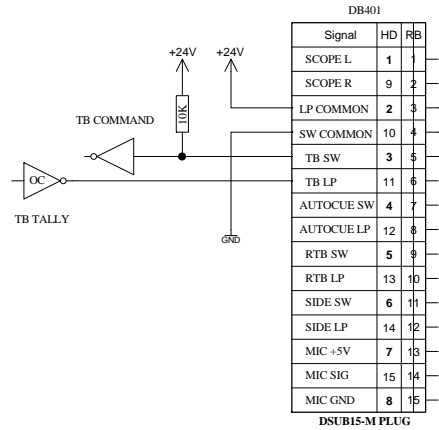 DB401
Signal HD RB
SCOPE L 1 1
SCOPE R 9 2
LP COMMON 2 3
SW COMMON 10 4
TB SW 3 5
TB LP 11 6
AUTOCUE SW 4 7
AUTOCUE LP 12 8
RTB SW 5 9
RTB LP 13 10
SIDE SW 6 11
SIDE LP 14 12
MIC +5V 7 13
MIC SIG 15 14
MIC GND 8 15
DSUB15-M PLUG
+24V +24V
10K
TB COMMAND
OC
TB TALLY
GND